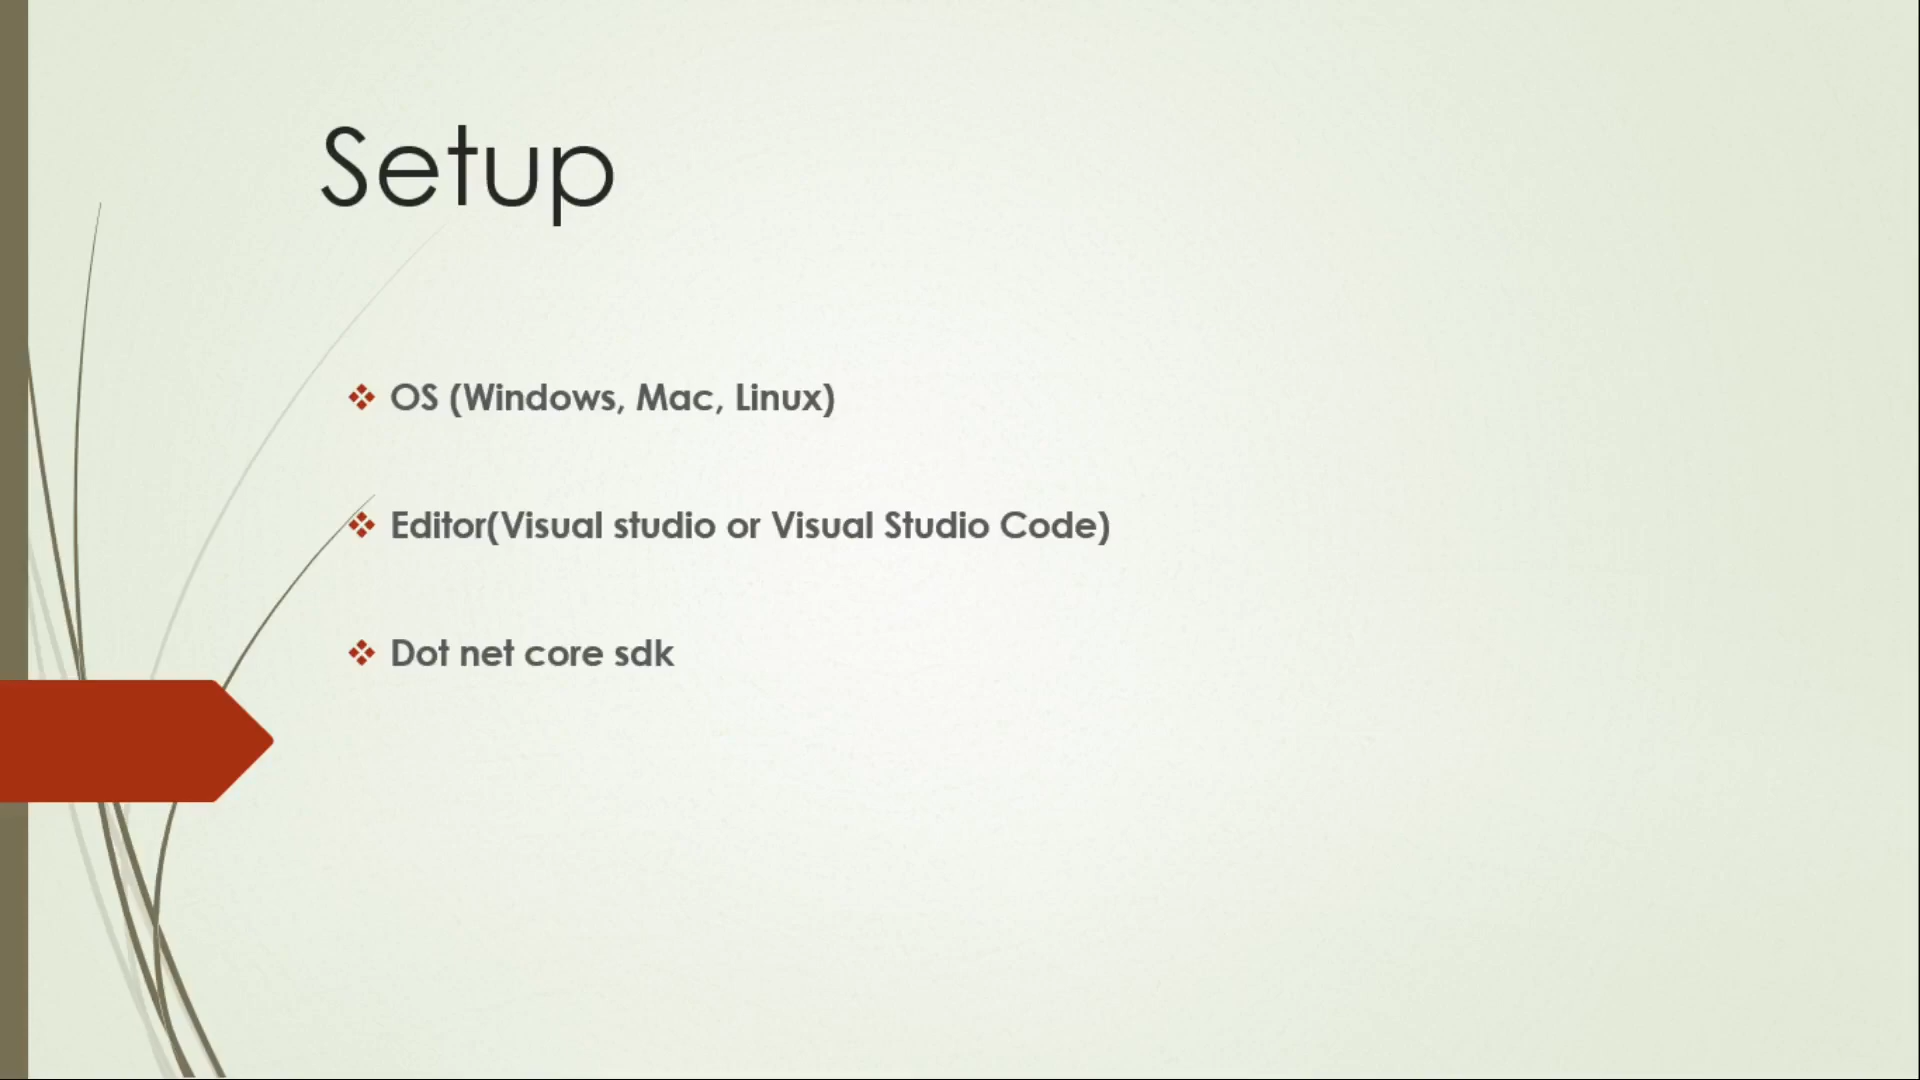 Setup
OS (Windows, Mac, Linux)
Editor(Visual studio or Visual Studio Code)
Dot net core sdk